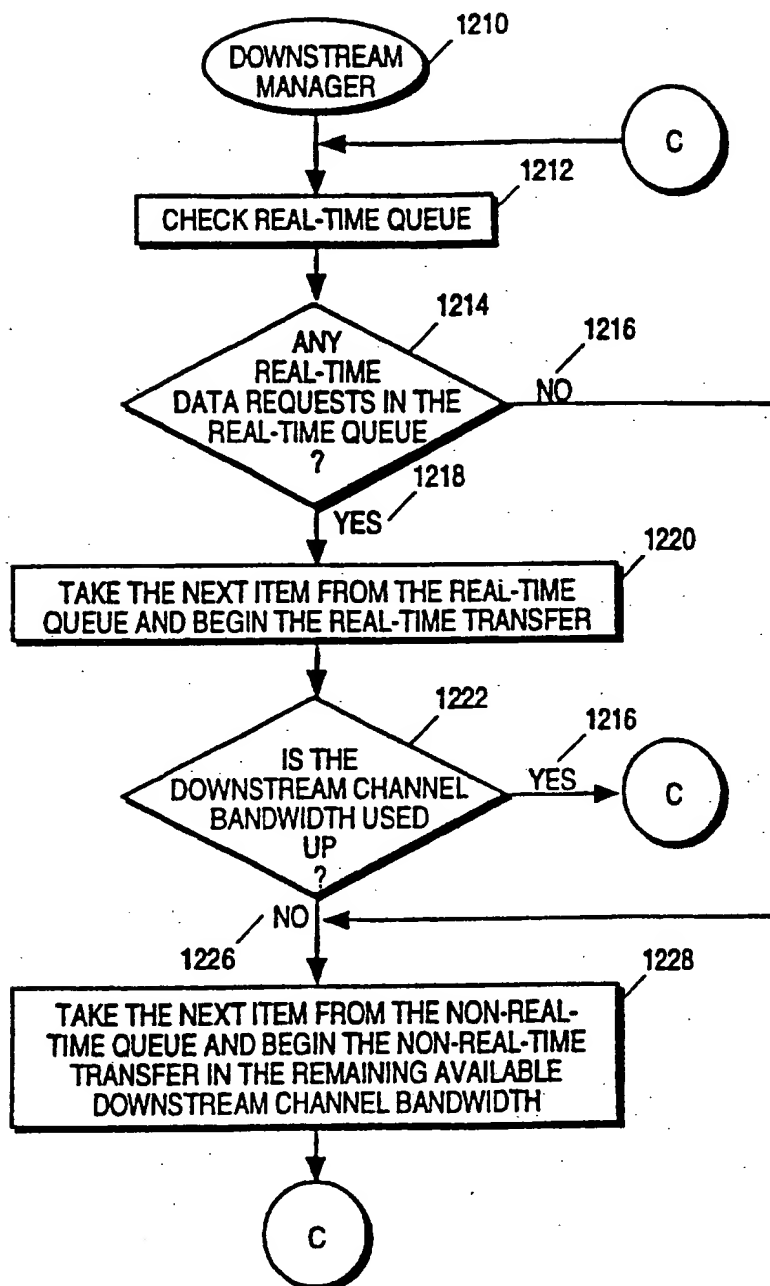 1210
DOWNSTREAM
MANAGER
C
1212
CHECK REAL-TIME QUEUE
1214
ANY
REAL-TIME
DATA REQUESTS IN THE
REAL-TIME QUEUE
?
1216
NO
1218
YES
1220
TAKE THE NEXT ITEM FROM THE REAL-TIME
QUEUE AND BEGIN THE REAL-TIME TRANSFER
1222
IS THE
DOWNSTREAM CHANNEL
BANDWIDTH USED
UP
?
1216
YES
C
NO
1226
1228
TAKE THE NEXT ITEM FROM THE NON-REAL-
TIME QUEUE AND BEGIN THE NON-REAL-TIME
TRANSFER IN THE REMAINING AVAILABLE
DOWNSTREAM CHANNEL BANDWIDTH
C